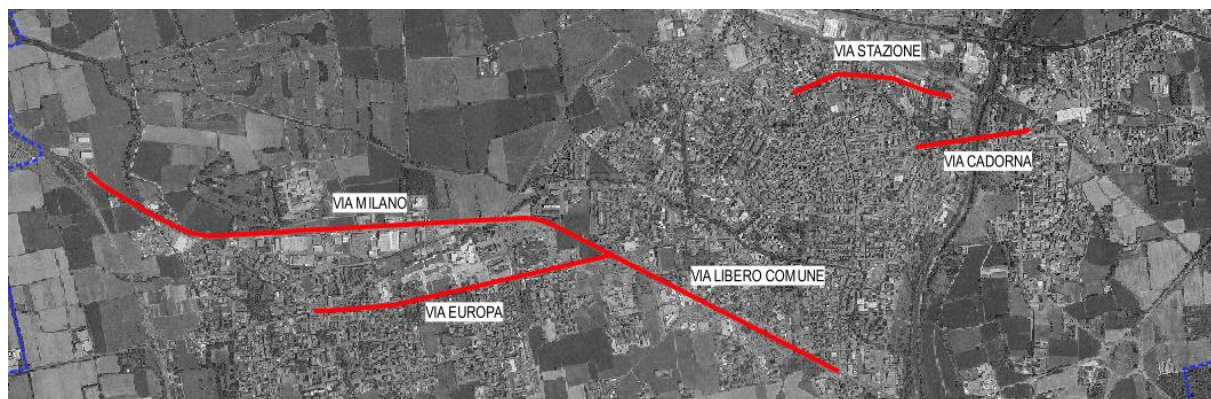 VIA STAZIONE
VIA CADORNA
VIA MILANO
VIA LIBERO COMUNE
VIA EUROPA